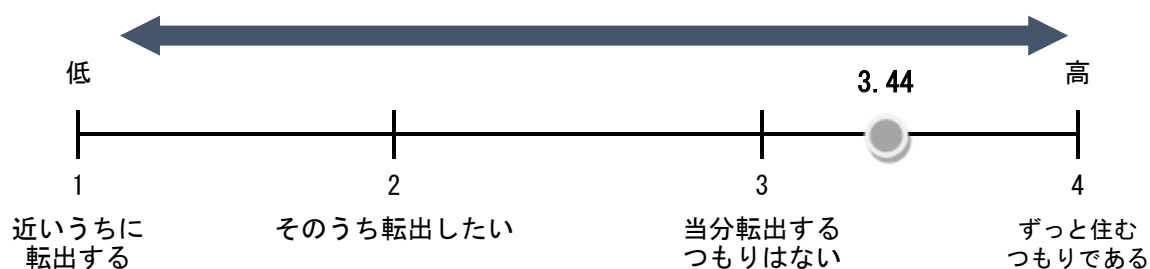 低
高
3.44
1
2
3
4
近いうちに
転出する
そのうち転出したい
当分転出する
つもりはない
ずっと住む
つもりである